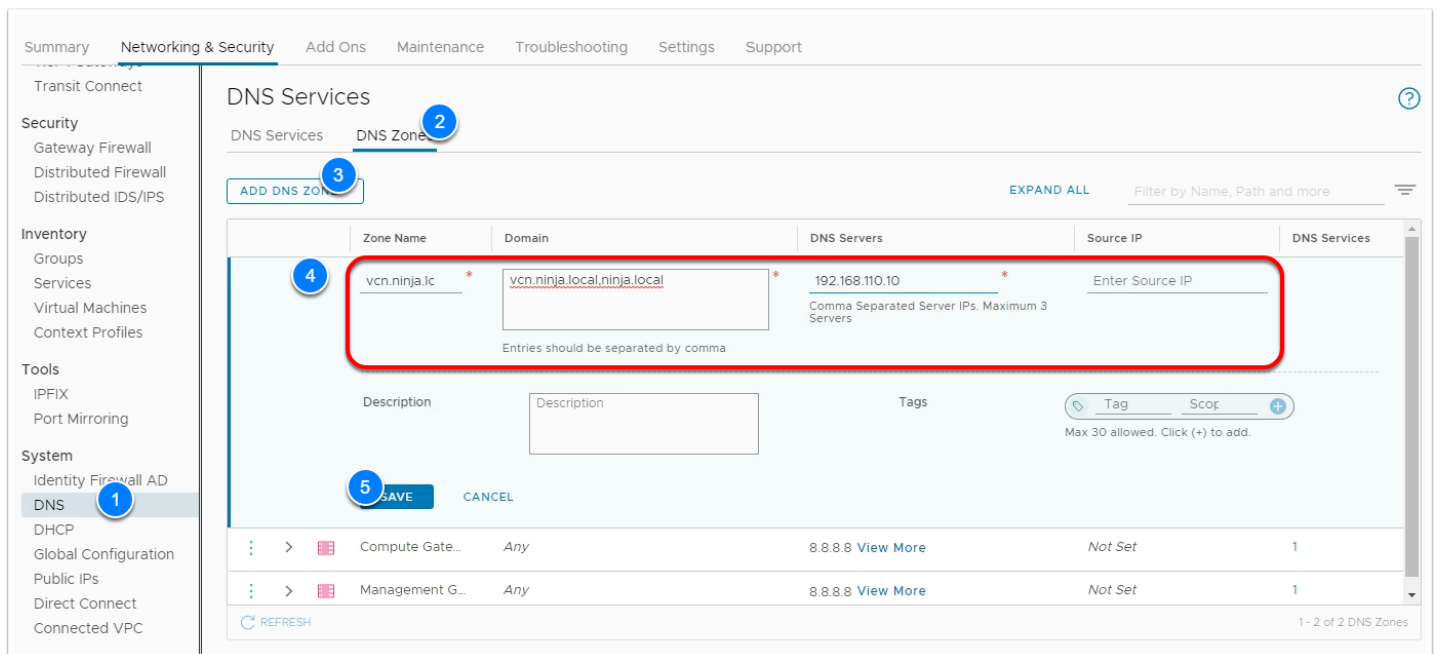 Summary Networking & Security Add Ons Maintenance Troubleshooting Settings Support
Transit Connect
Security
Gateway Firewall
Distributed Firewall
Distributed IDS/IPS
Inventory
Groups
Services
Virtual Machines
Context Profiles
Tools
IPFIX
Port Mirroring
System
Identity Firewall AD
DNS 1
DHCP
Global Configuration
Public IPs
Direct Connect
Connected VPC
DNS Services ?
DNS Services DNS Zones 2
ADD DNS ZONE 3 EXPAND ALL Filter by Name, Path and more
Zone Name Domain DNS Servers Source IP DNS Services
4 vcn.ninja.lc * vcn.ninja.local,ninja.local * 192.168.110.10 * Enter Source IP
Comma Separated Server IPs. Maximum 3
Servers
Entries should be separated by comma
Description Description Tags Tag Scop
Max 30 allowed. Click (+) to add.
5 SAVE CANCEL
Compute Gate... Any 8.8.8.8 View More Not Set 1
Management G... Any 8.8.8.8 View More Not Set 1
REFRESH 1 - 2 of 2 DNS Zones